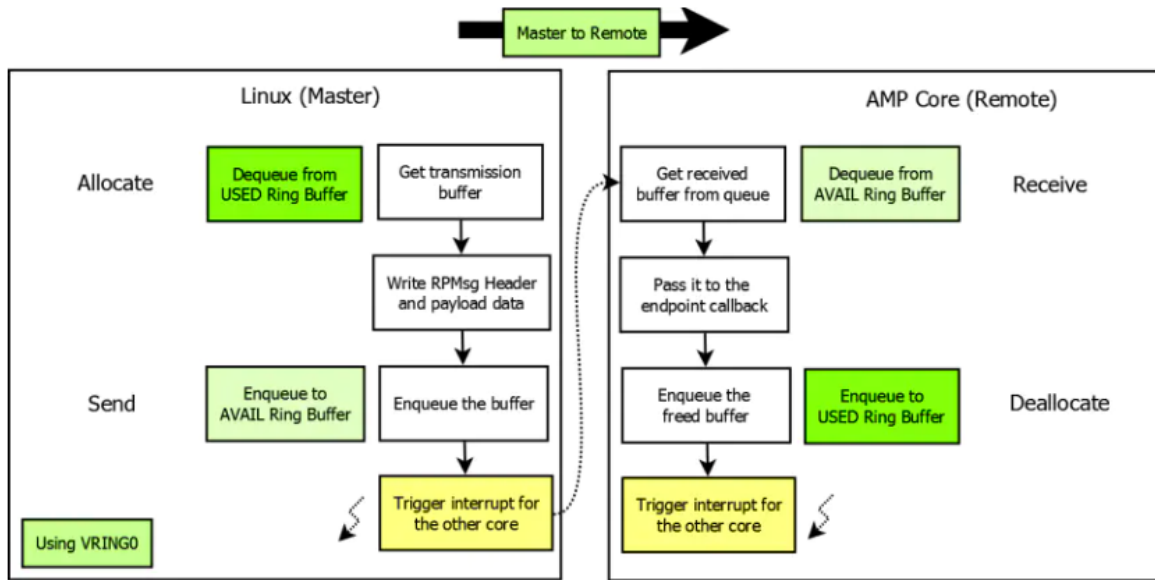 Master to Remote
Linux (Master)
Allocate
Dequeue from
USED Ring Buffer
Get transmission
buffer
Write RPMsg Header
and payload data
Send
Enqueue to
AVAIL Ring Buffer
Enqueue the buffer
Trigger interrupt for
the other core
Using VRING0
AMP Core (Remote)
Get received
buffer from queue
Dequeue from
AVAIL Ring Buffer
Receive
Pass it to the
endpoint callback
Enqueue the
freed buffer
Enqueue to
USED Ring Buffer
Deallocate
Trigger interrupt for
the other core